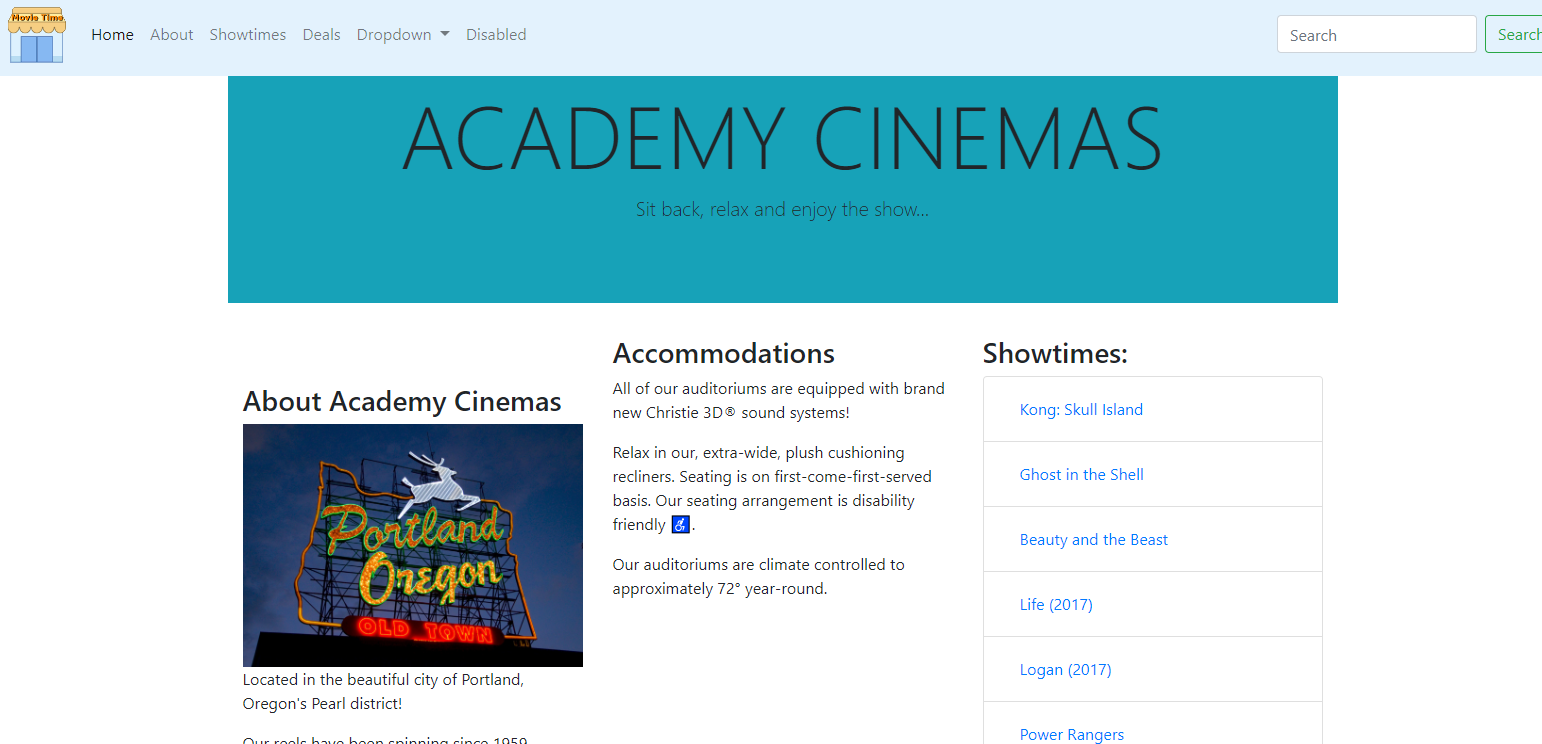 Movie Time
Home About Showtimes Deals Dropdown Disabled
Search
Search
ACADEMY CINEMAS
Sit back, relax and enjoy the show...
About Academy Cinemas
Portland
Oregon
OLD TOWN
Located in the beautiful city of Portland,
Oregon's Pearl district!
Our reels have been spinning since 1959
Accommodations
All of our auditoriums are equipped with brand
new Christie 3D® sound systems!
Relax in our, extra-wide, plush cushioning
recliners. Seating is on first-come-first-served
basis. Our seating arrangement is disability
friendly ♿.
Our auditoriums are climate controlled to
approximately 72° year-round.
Showtimes:
Kong: Skull Island
Ghost in the Shell
Beauty and the Beast
Life (2017)
Logan (2017)
Power Rangers